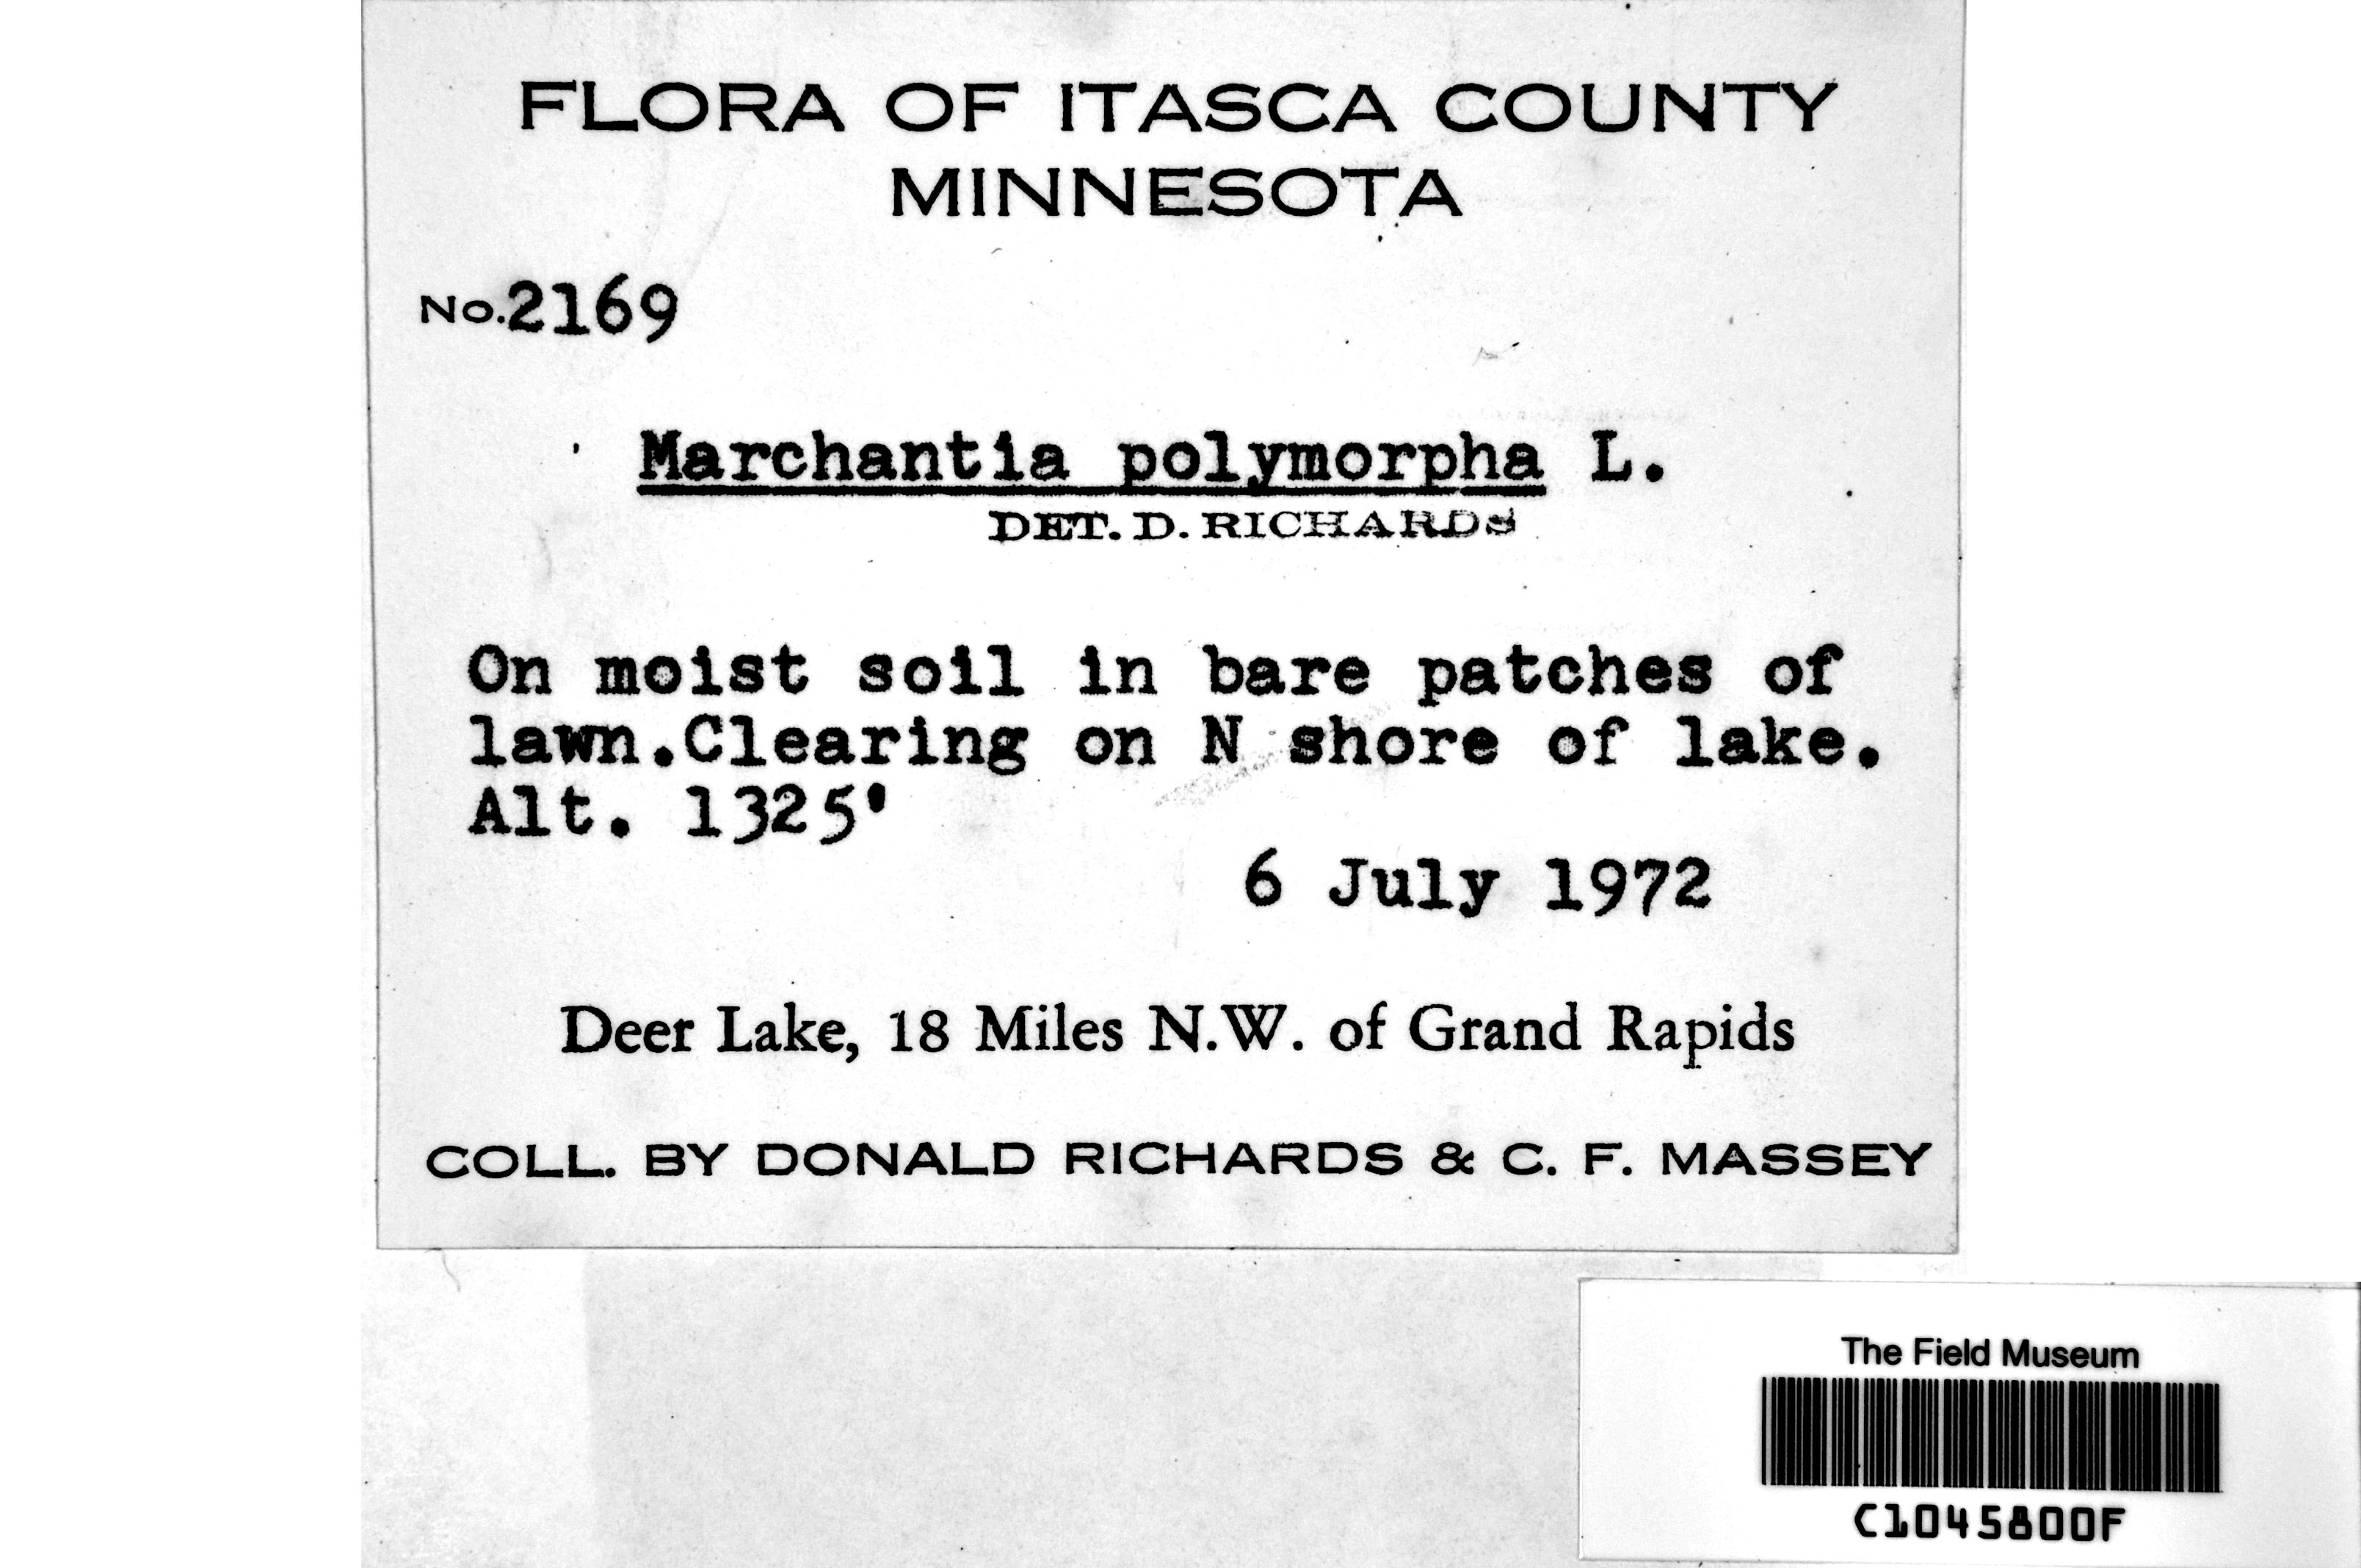 FLORA OF ITASCA COUNTY
MINNESOTA
No.2169
Marchantia polymorpha L.
DET. D. RICHARDS
On moist soil in bare patches of
lawn.Clearing on N shore of lake.
Alt. 1325'
6 July 1972
Deer Lake, 18 Miles N.W. of Grand Rapids
COLL. BY DONALD RICHARDS & C. F. MASSEY
The Field Museum
C1045800F